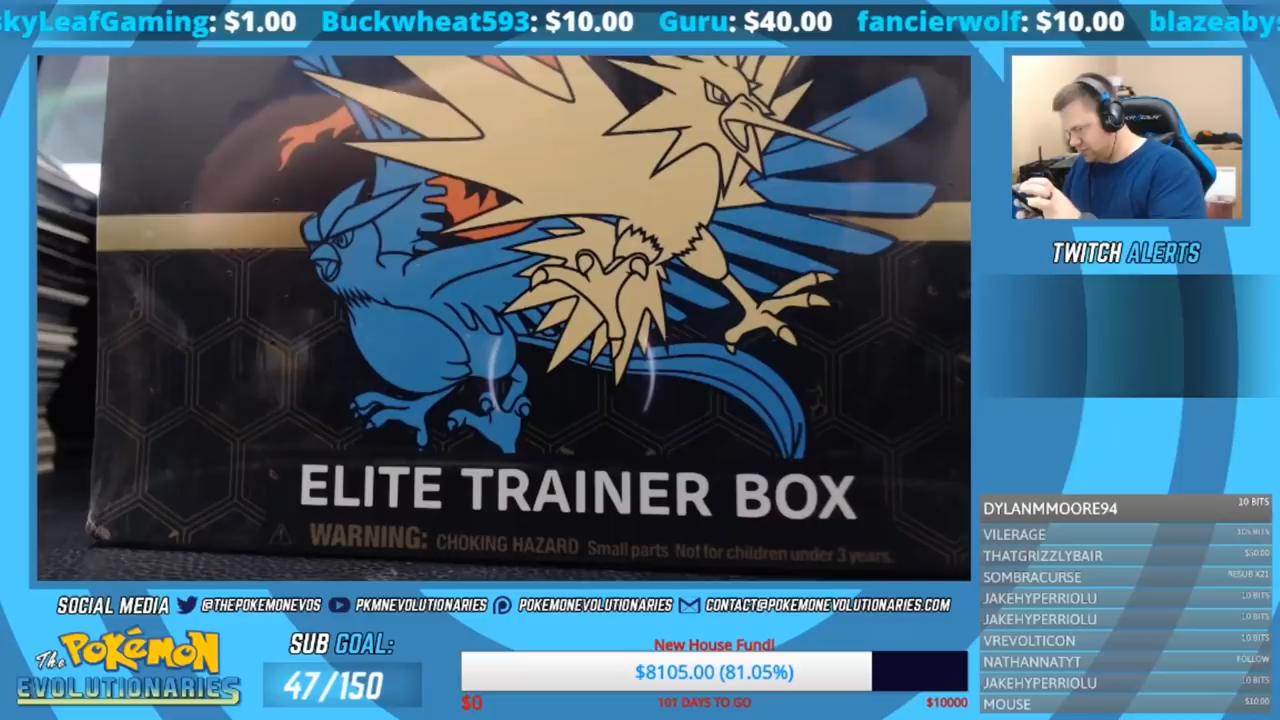 skyLeafGaming: $1.00 Buckwheat593: $10.00 Guru: $40.00 fancierwolf: $10.00
TWITCH ALERTS
ELITE TRAINER BOX
WARNING: CHOKING HAZARD Small parts Not for children under 3 years.
DYLANMMOORE94 10 BITS
VILERAGE
THATGRIZZLYBAIR $50.00
SOMBRACURSE RESUB X21
JAKEHYPERRIOLU 10 BITS
JAKEHYPERRIOLU 10 BITS
VREVOLTICON 10 BITS
NATHANNATYT FOLLOW
JAKEHYPERRIOLU 10 BITS
MOUSE $10.00
SOCIAL MEDIA @THEPOKEMONEVOS PKMNEVOLUTIONARIES POKEMONEVOLUTIONARIES CONTACT@POKEMONEVOLUTIONARIES.COM
The Pokémon
EVOLUTIONARIES
SUB GOAL:
47/150
New House Fund!
$8105.00 (81.05%)
$0 101 DAYS TO GO $10000